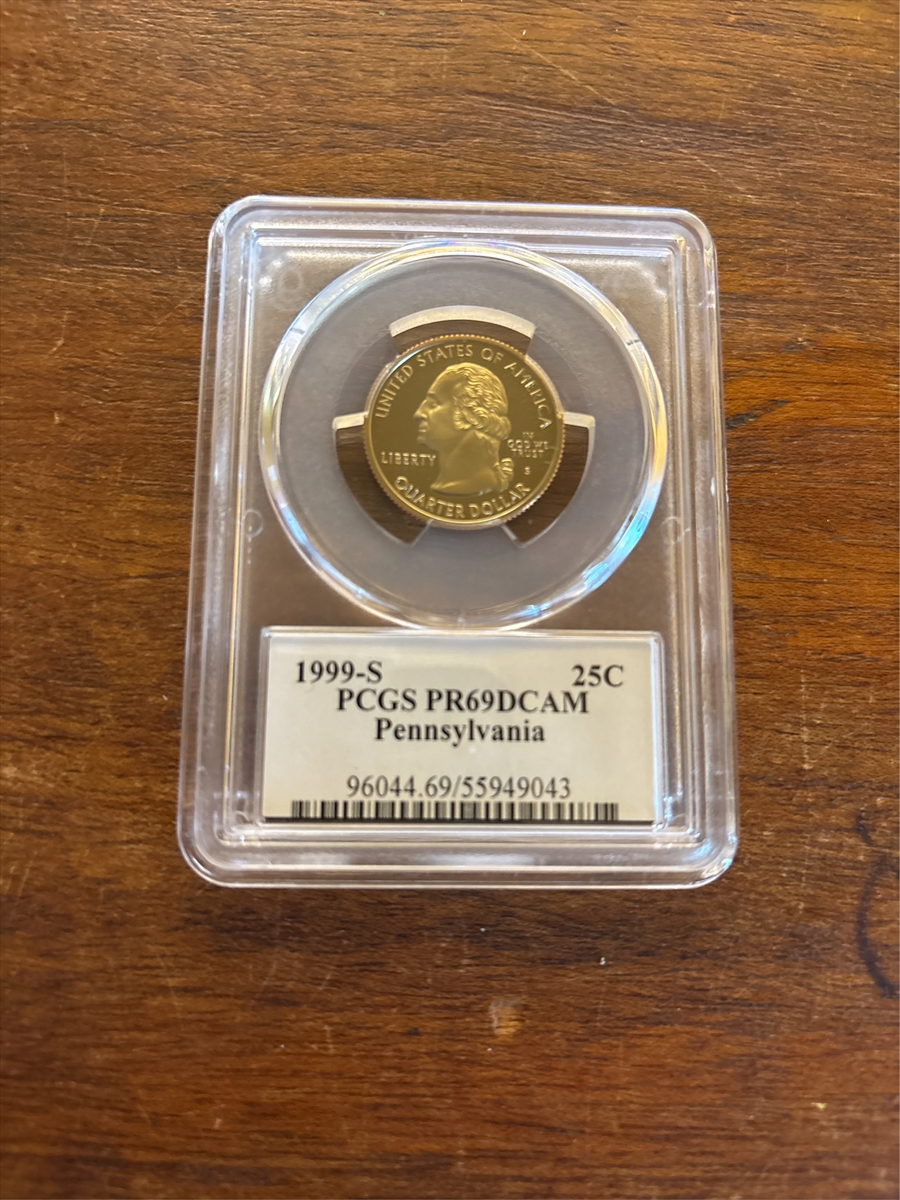 UNITED STATES OF AMERICA
IN
GOD WE
TRUST
LIBERTY
S
QUARTER DOLLAR
1999-S 25C
PCGS PR69DCAM
Pennsylvania
96044.69/55949043